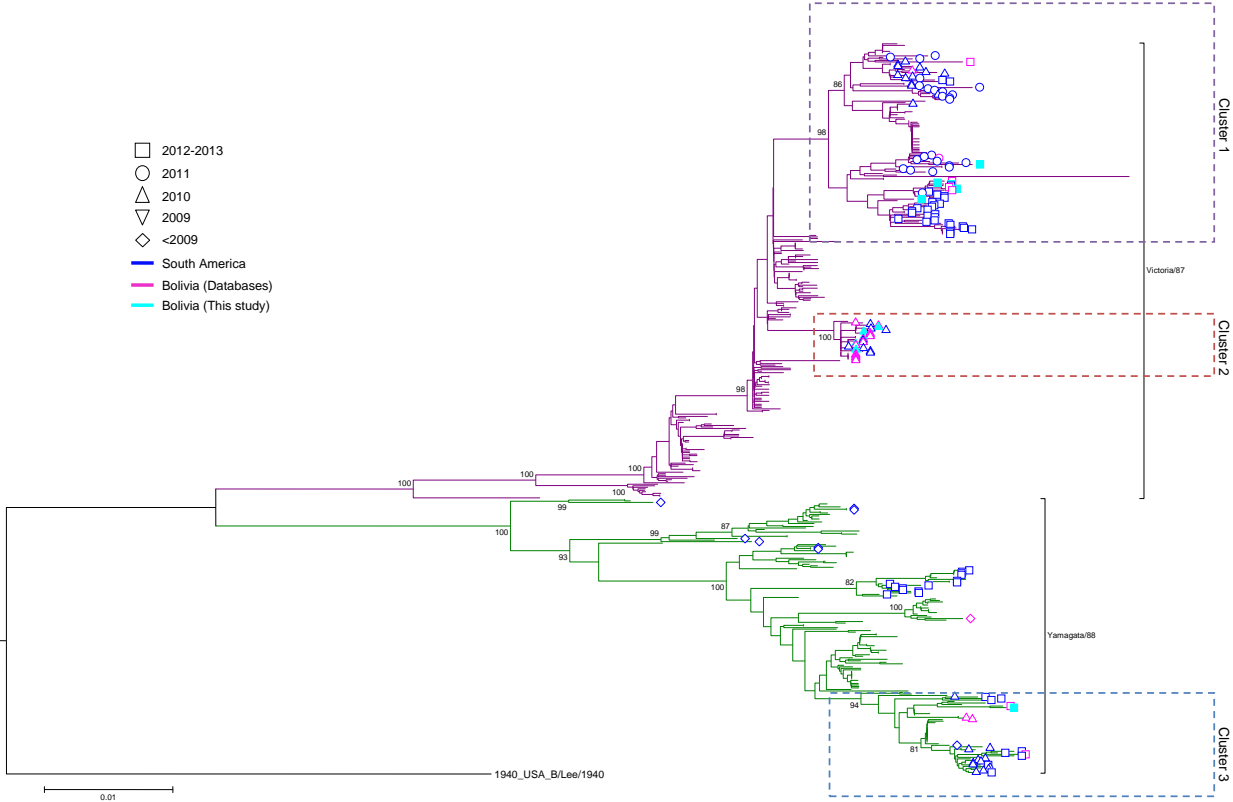 Cluster 1
86
98
2012-2013
2011
2010
2009
<2009
South America
Bolivia (Databases)
Bolivia (This study)
Victoria/87
Cluster 2
100
98
100
100
100
100
99
100
93
99
87
100
82
100
Yamagata/88
94
81
Cluster 3
1940_USA_B/Lee/1940
0.01